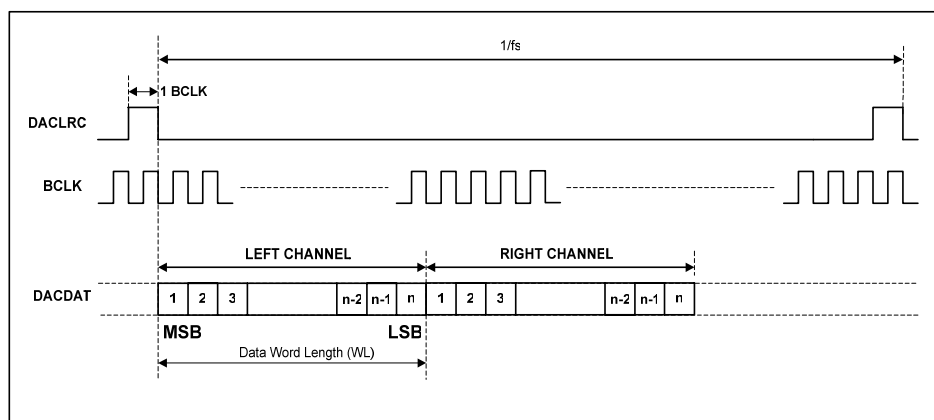 1/fs
1 BCLK
DACLRC
BCLK
LEFT CHANNEL RIGHT CHANNEL
DACDAT 1 2 3 n-2 n-1 n 1 2 3 n-2 n-1 n
MSB LSB
Data Word Length (WL)